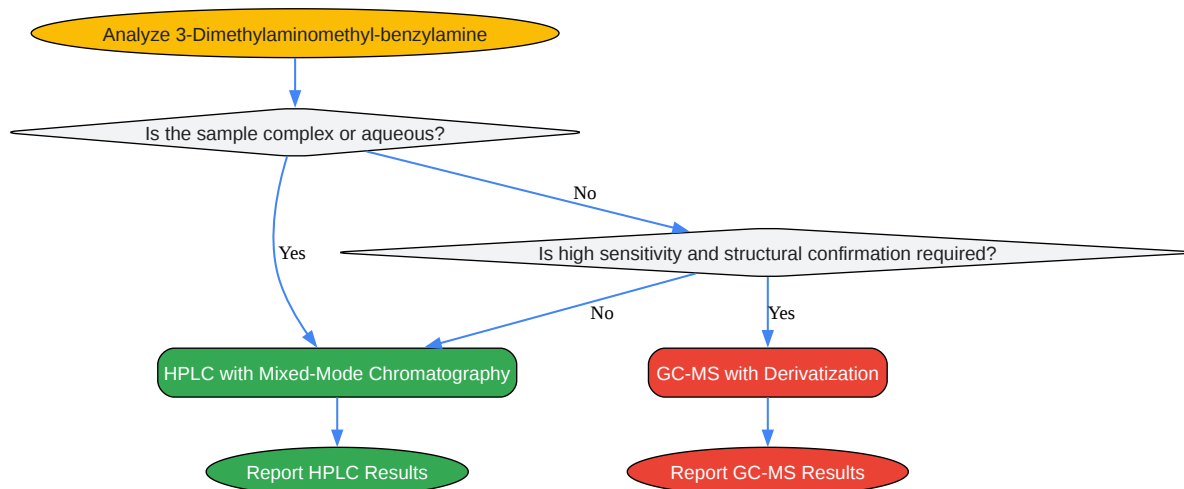 Analyze 3-Dimethylaminomethyl-benzylamine
Is the sample complex or aqueous?
No
Yes
Is high sensitivity and structural confirmation required?
No
Yes
HPLC with Mixed-Mode Chromatography
GC-MS with Derivatization
Report HPLC Results
Report GC-MS Results